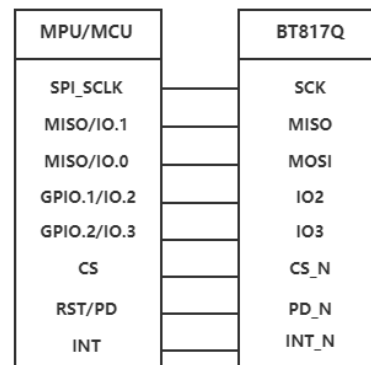 MPU/MCU BT817Q
SPI_SCLK SCK
MISO/IO.1 MISO
MISO/IO.0 MOSI
GPIO.1/IO.2 IO2
GPIO.2/IO.3 IO3
CS CS_N
RST/PD PD_N
INT INT_N